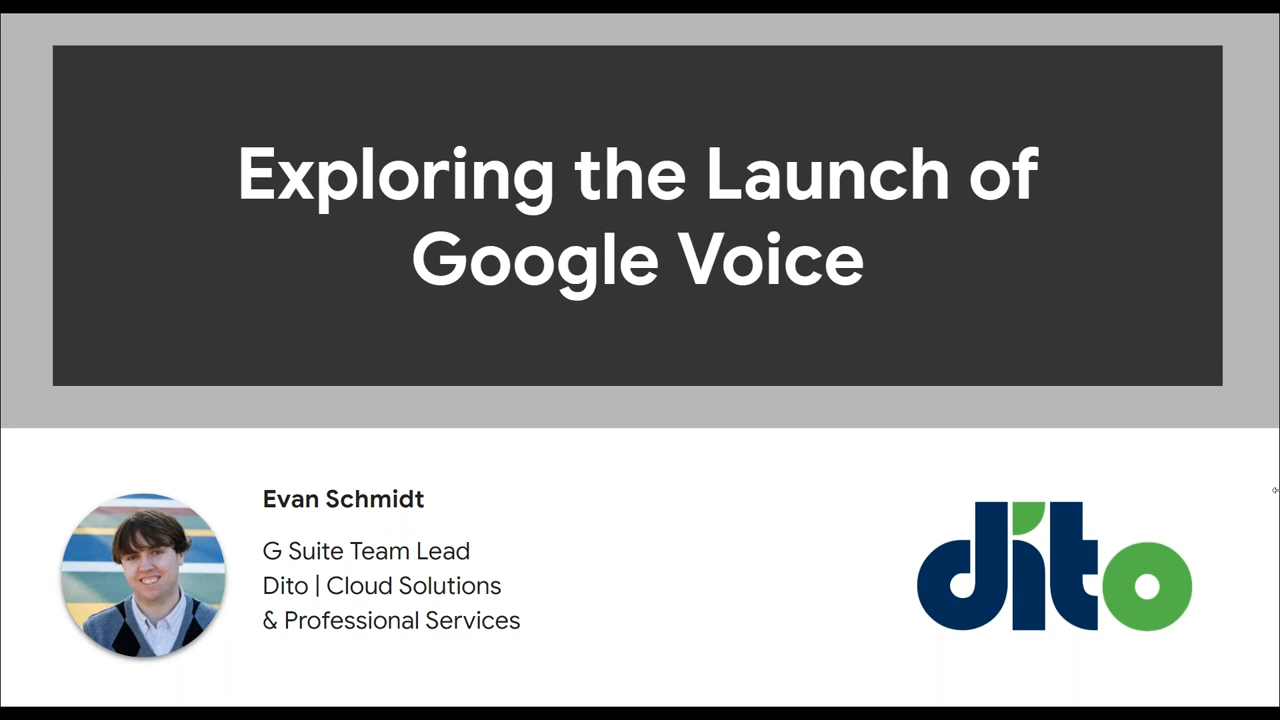 Exploring the Launch of
Google Voice
Evan Schmidt
G Suite Team Lead
Dito | Cloud Solutions
& Professional Services
dito